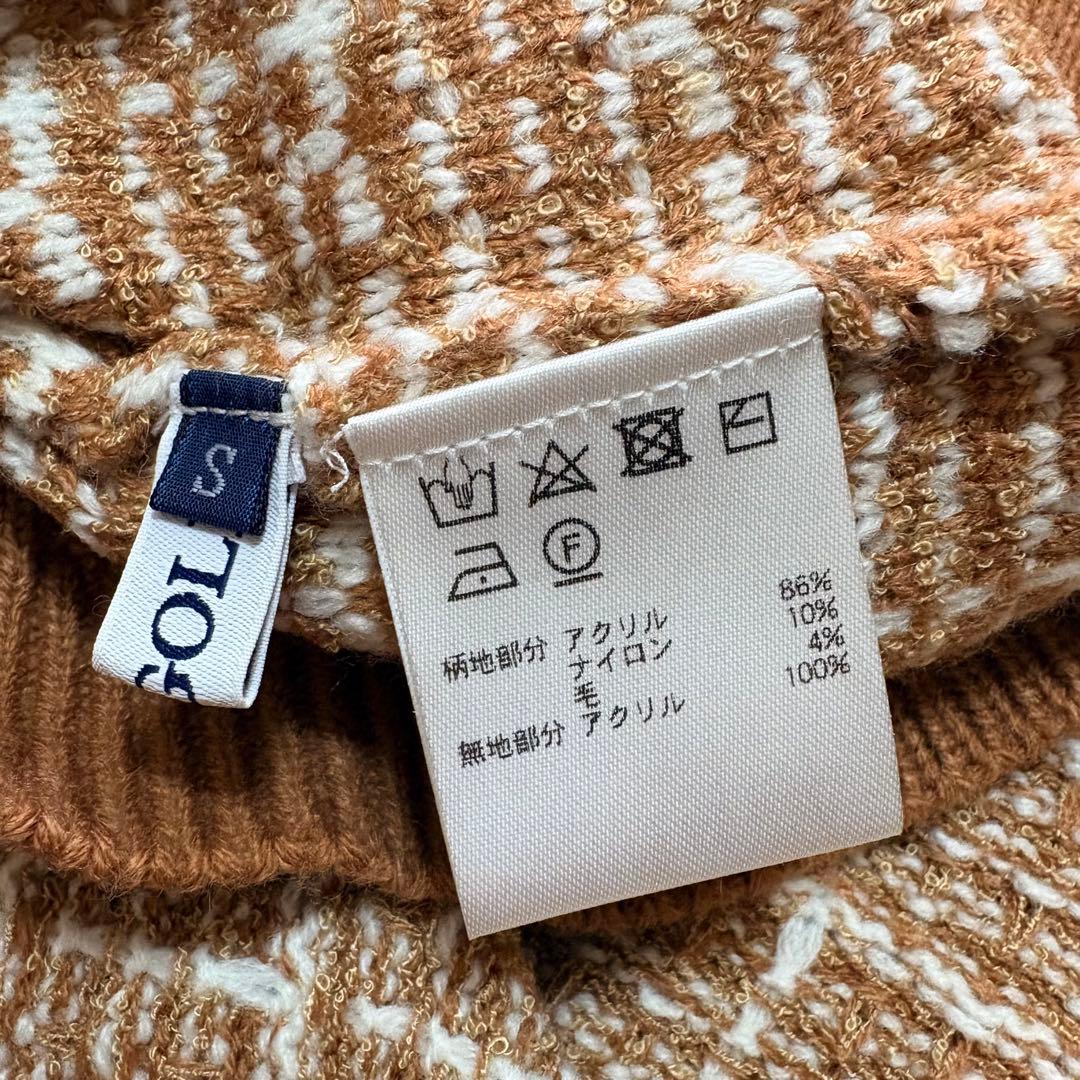 S
GOL
F
柄地部分 アクリル 86%
ナイロン 10%
毛 4%
無地部分 アクリル 100%